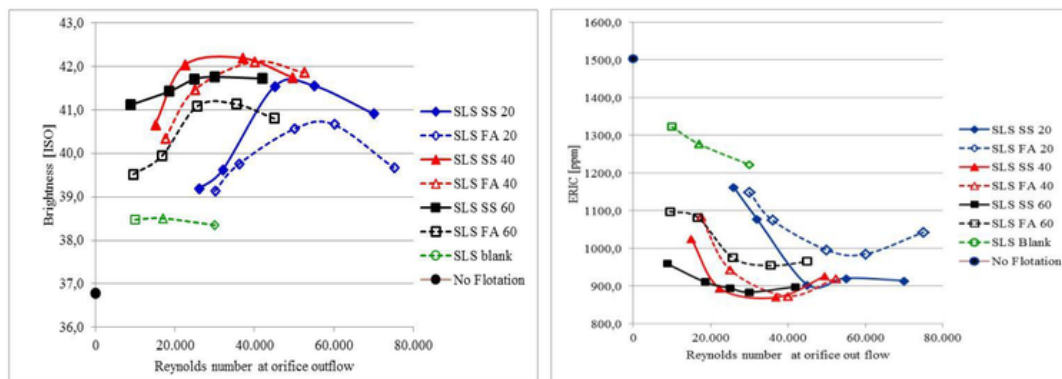 43,0
42,0
41,0
40,0
39,0
38,0
37,0
36,0
Brightness [ISO]
0
20.000
40.000
60.000
80.000
Reynolds number at orifice outflow
SLS SS 20
SLS FA 20
SLS SS 40
SLS FA 40
SLS SS 60
SLS FA 60
SLS blank
No Flotation
1600,0
1500,0
1400,0
1300,0
1200,0
1100,0
1000,0
900,0
800,0
ERIC [ppm]
0
20.000
40.000
60.000
80.000
Reynolds number at orifice out flow
SLS SS 20
SLS FA 20
SLS SS 40
SLS FA 40
SLS SS 60
SLS FA 60
SLS Blank
No Flotation